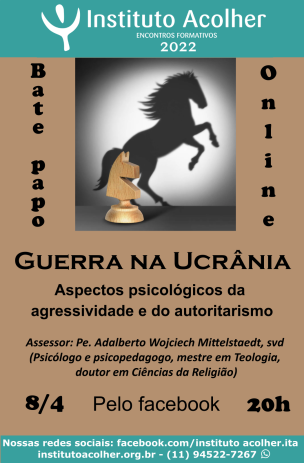 Instituto Acolher
ENCONTROS FORMATIVOS
2022
Bate papo
Online
GUERRA NA UCRÂNIA
Aspectos psicológicos da
agressividade e do autoritarismo
Assessor: Pe. Adalberto Wojciech Mittelstaedt, svd
(Psicólogo e psicopedagogo, mestre em Teologia,
doutor em Ciências da Religião)
8/4 Pelo facebook 20h
Nossas redes sociais: facebook.com/instituto acolher.ita
institutoacolher.org.br - (11) 94522-7267